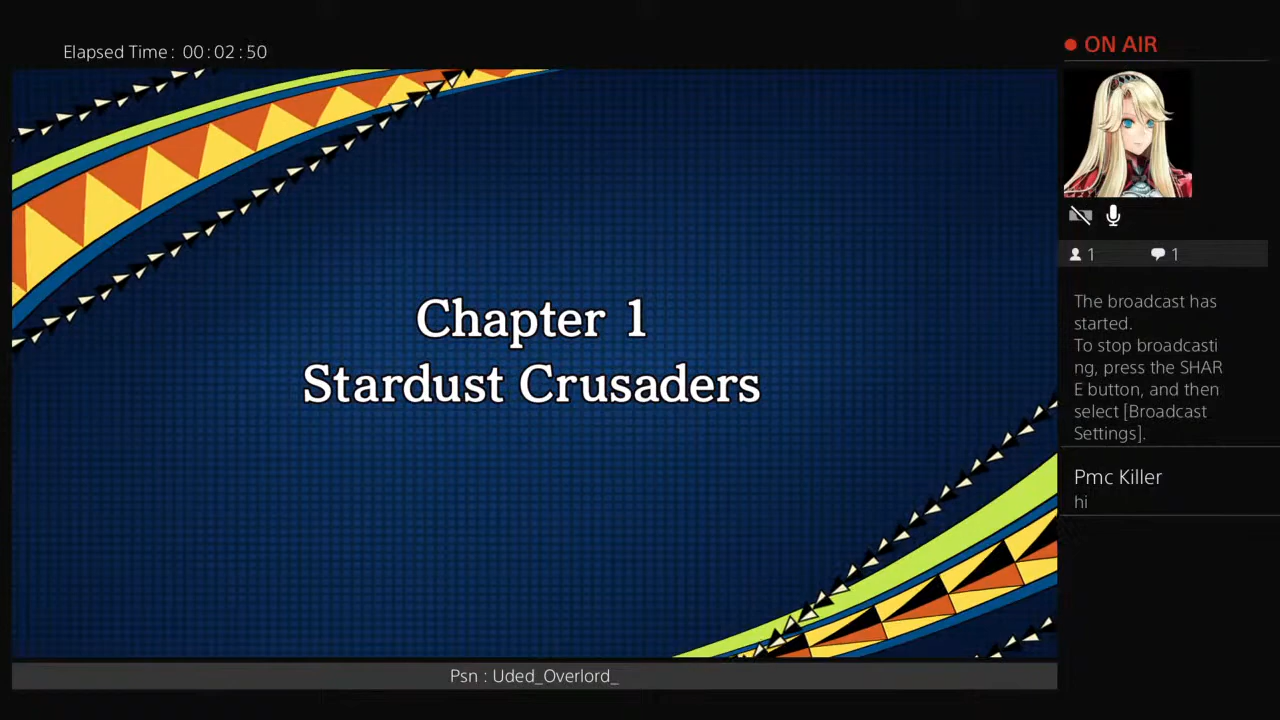 Elapsed Time: 00:02:50
ON AIR
Chapter 1
Stardust Crusaders
1
1
The broadcast has
started.
To stop broadcasti
ng, press the SHAR
E button, and then
select [Broadcast
Settings].
Pmc Killer
hi
Psn : Uded_Overlord_